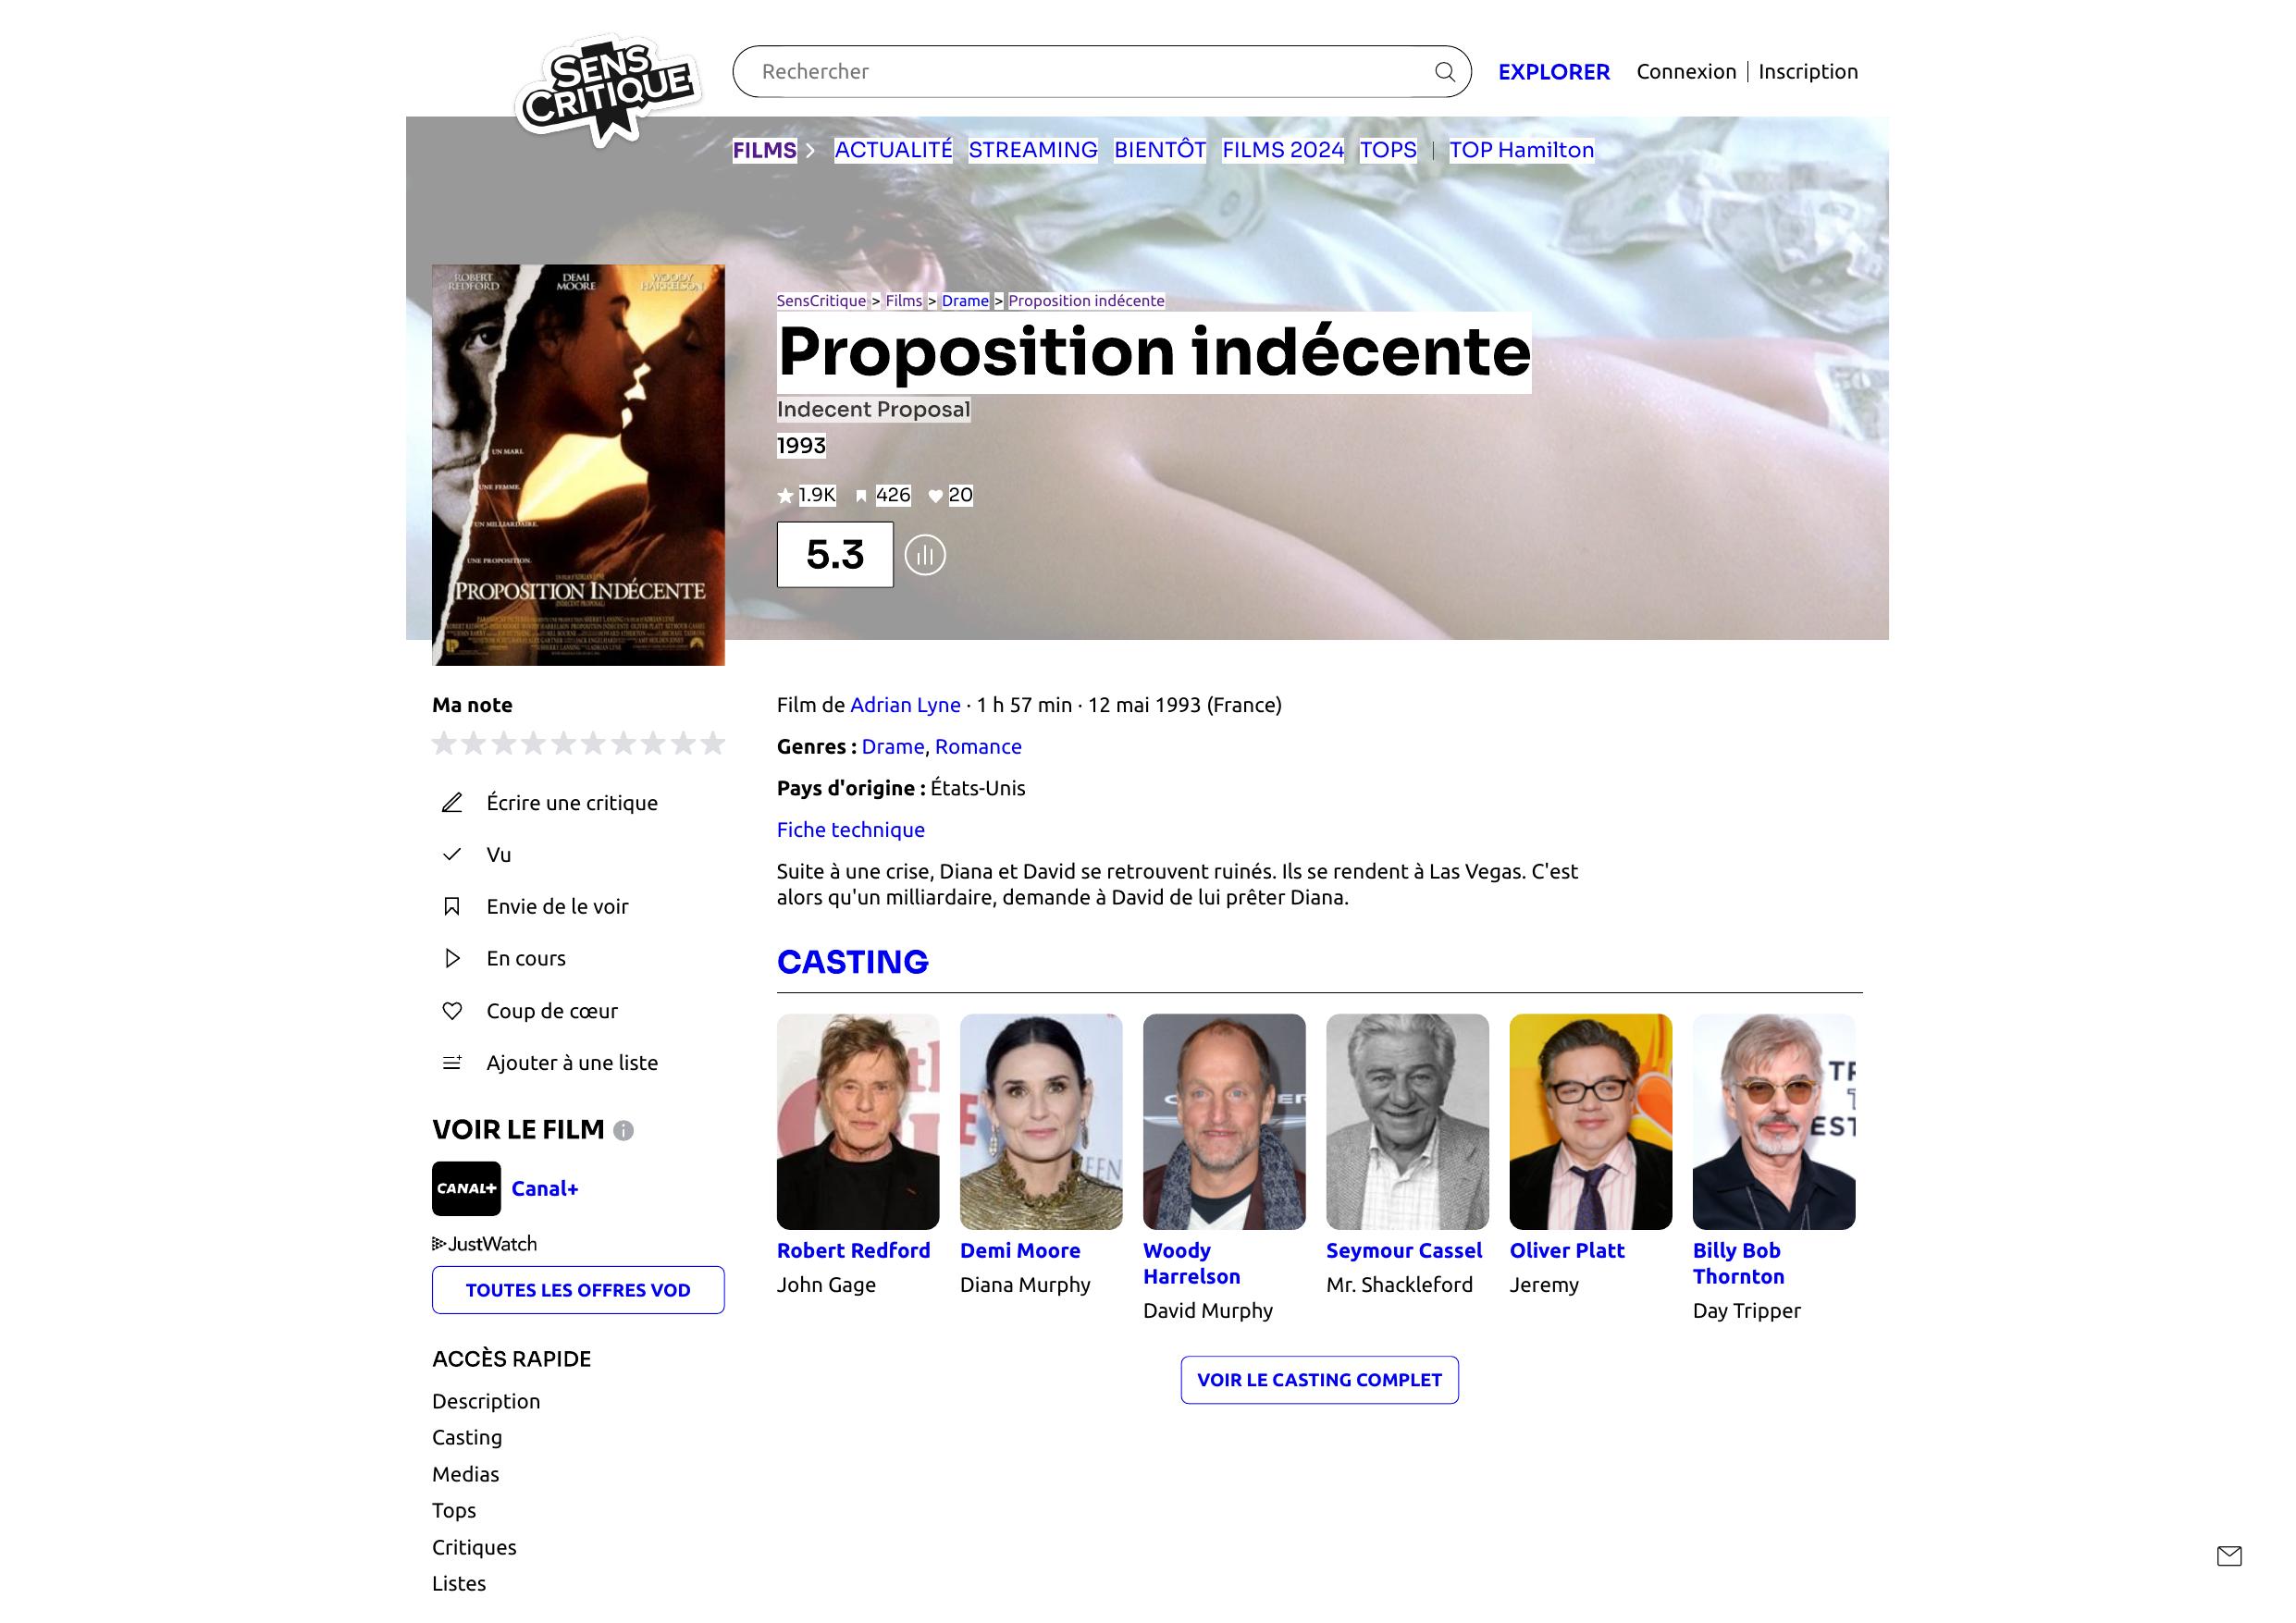 SENS
CRITIQUE
Rechercher
EXPLORER
Connexion | Inscription
FILMS
ACTUALITÉ
STREAMING
BIENTÔT
FILMS 2024
TOPS
|
TOP Hamilton
ROBERT REDFORD
DEMI MOORE
WOODY HARRELSON
UN MARI.
UNE FEMME.
UN MILLIARDAIRE.
UNE PROPOSITION.
PROPOSITION INDÉCENTE
SensCritique > Films > Drame > Proposition indécente
Proposition indécente
Indecent Proposal
1993
1.9K
426
20
5.3
Ma note
Écrire une critique
Vu
Envie de le voir
En cours
Coup de cœur
Ajouter à une liste
VOIR LE FILM
CANAL+
Canal+
JustWatch
TOUTES LES OFFRES VOD
ACCÈS RAPIDE
Description
Casting
Medias
Tops
Critiques
Listes
Film de Adrian Lyne · 1 h 57 min · 12 mai 1993 (France)
Genres : Drame, Romance
Pays d'origine : États-Unis
Fiche technique
Suite à une crise, Diana et David se retrouvent ruinés. Ils se rendent à Las Vegas. C'est
alors qu'un milliardaire, demande à David de lui prêter Diana.
CASTING
Robert Redford
John Gage
Demi Moore
Diana Murphy
Woody
Harrelson
David Murphy
Seymour Cassel
Mr. Shackleford
Oliver Platt
Jeremy
Billy Bob
Thornton
Day Tripper
VOIR LE CASTING COMPLET